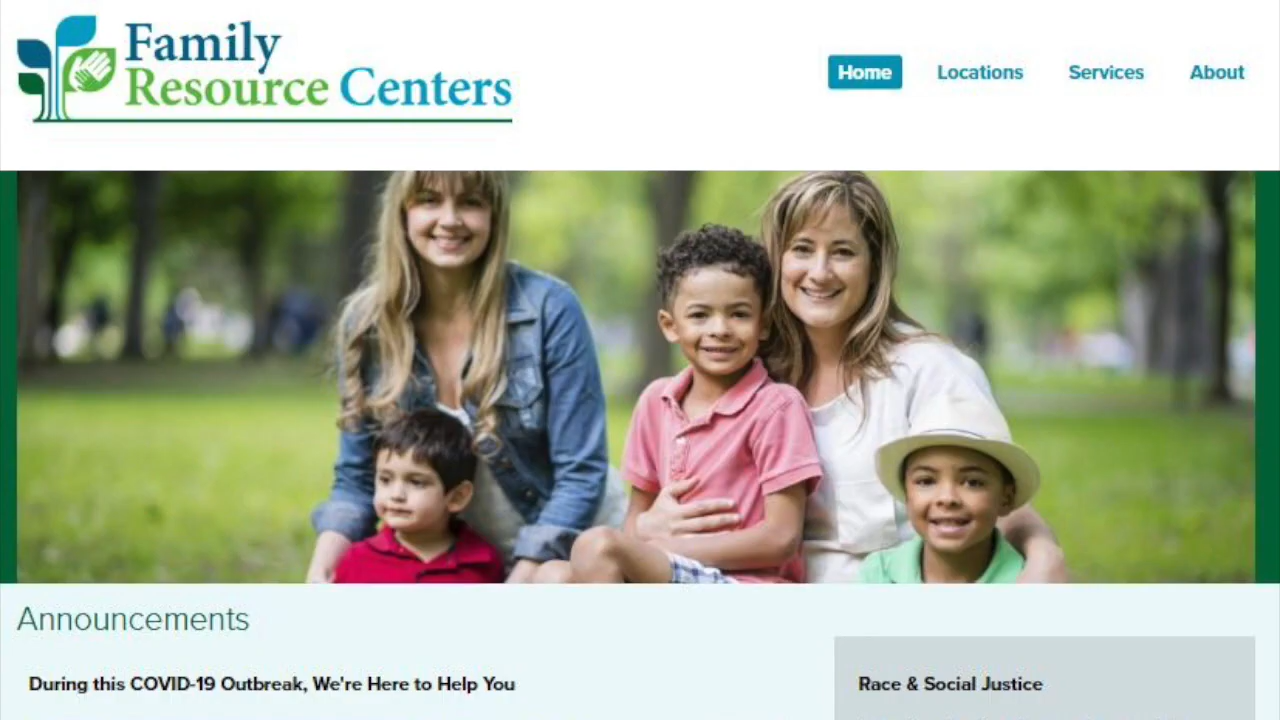 Family
Resource Centers
Home
Locations
Services
About
Announcements
During this COVID-19 Outbreak, We're Here to Help You
Race & Social Justice